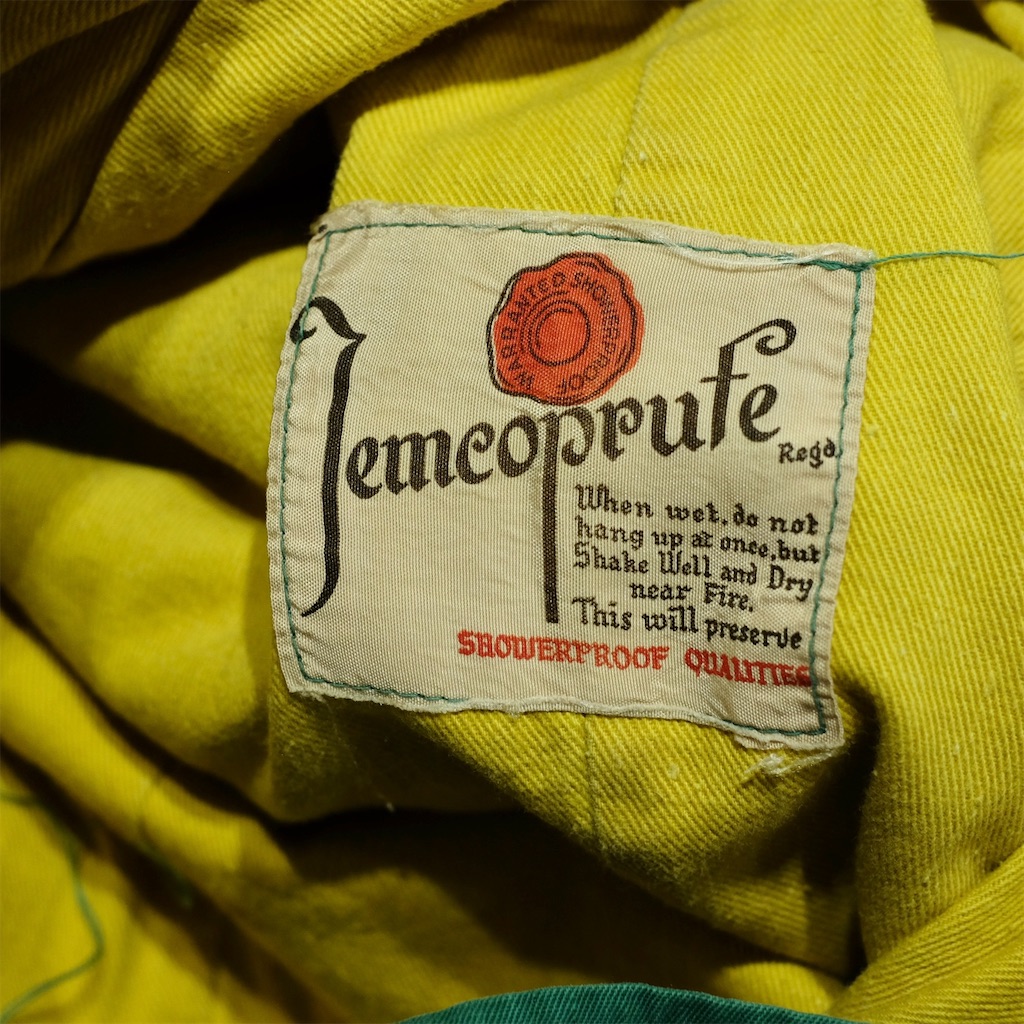 WARRANTED SHOWERPROOF
Jemcoprufe
Regd.
When wet, do not
hang up at once, but
Shake Well and Dry
near Fire.
This will preserve
SHOWERPROOF QUALITIES